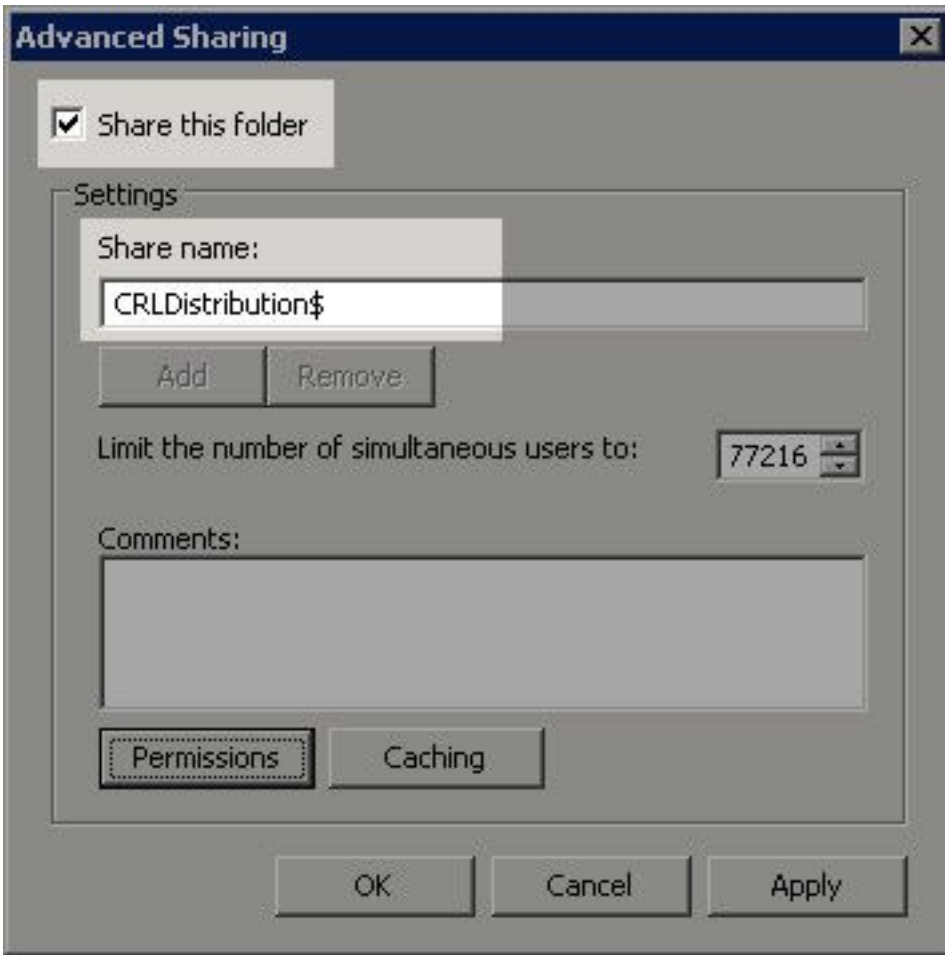 Advanced Sharing
Share this folder
Settings
Share name:
CRLDistribution$
Add Remove
Limit the number of simultaneous users to: 77216
Comments:
Permissions Caching
OK Cancel Apply